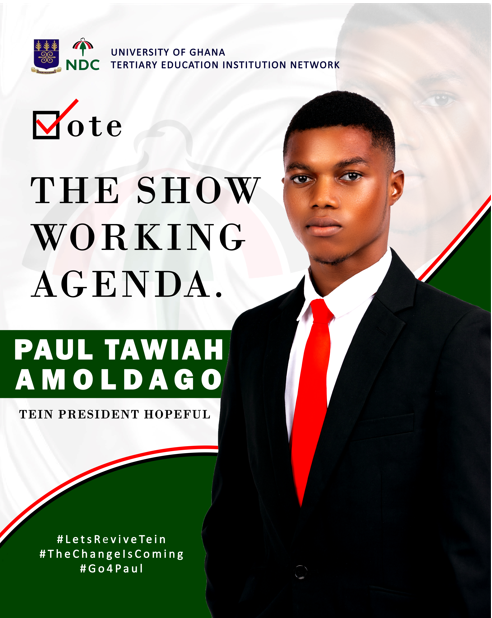 NDC
UNIVERSITY OF GHANA
TERTIARY EDUCATION INSTITUTION NETWORK
Vote
THE SHOW
WORKING
AGENDA.
PAUL TAWIAH
AMOLDAGO
TEIN PRESIDENT HOPEFUL
#LetsReviveTein
#TheChangeIsComing
#Go4Paul